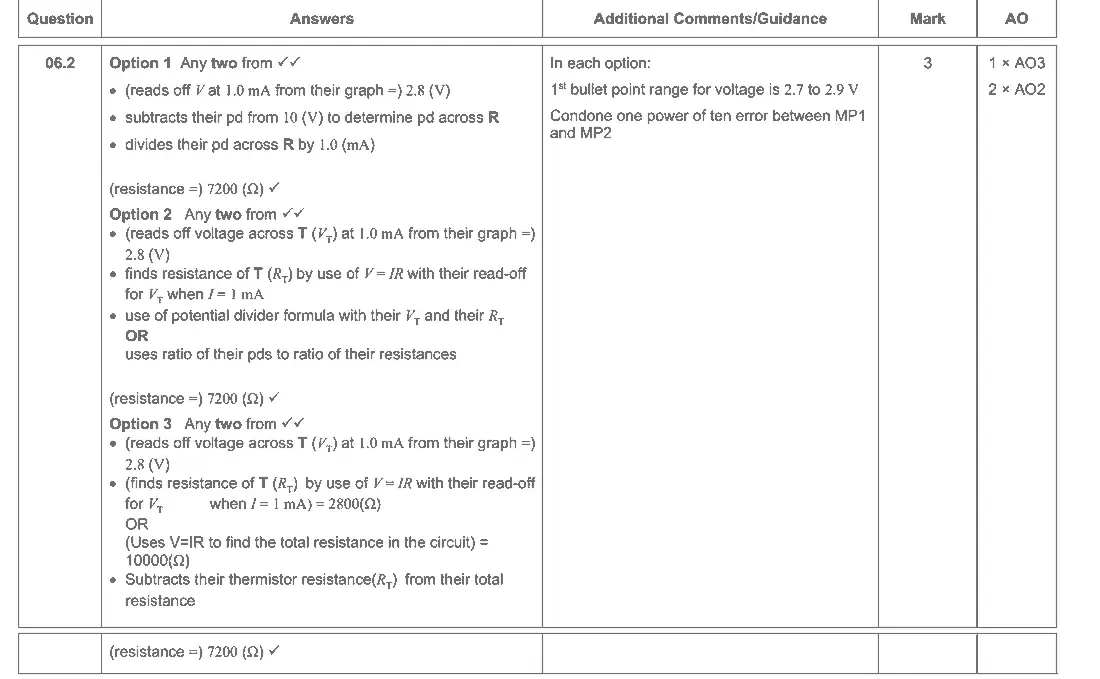 Question Answers Additional Comments/Guidance Mark AO
06.2 Option 1 Any two from ✓✓ In each option: 3 1 × AO3
• (reads off V at 1.0 mA from their graph =) 2.8 (V) 1st bullet point range for voltage is 2.7 to 2.9 V 2 × AO2
• subtracts their pd from 10 (V) to determine pd across R Condone one power of ten error between MP1
and MP2
• divides their pd across R by 1.0 (mA)
(resistance =) 7200 (Ω) ✓
Option 2 Any two from ✓✓
• (reads off voltage across T (VT) at 1.0 mA from their graph =)
2.8 (V)
• finds resistance of T (RT) by use of V = IR with their read-off
for VT when I = 1 mA
• use of potential divider formula with their VT and their RT
OR
uses ratio of their pds to ratio of their resistances
(resistance =) 7200 (Ω) ✓
Option 3 Any two from ✓✓
• (reads off voltage across T (VT) at 1.0 mA from their graph =)
2.8 (V)
• (finds resistance of T (RT) by use of V = IR with their read-off
for VT when I = 1 mA) = 2800(Ω)
OR
(Uses V=IR to find the total resistance in the circuit) =
10000(Ω)
• Subtracts their thermistor resistance(RT) from their total
resistance
(resistance =) 7200 (Ω) ✓